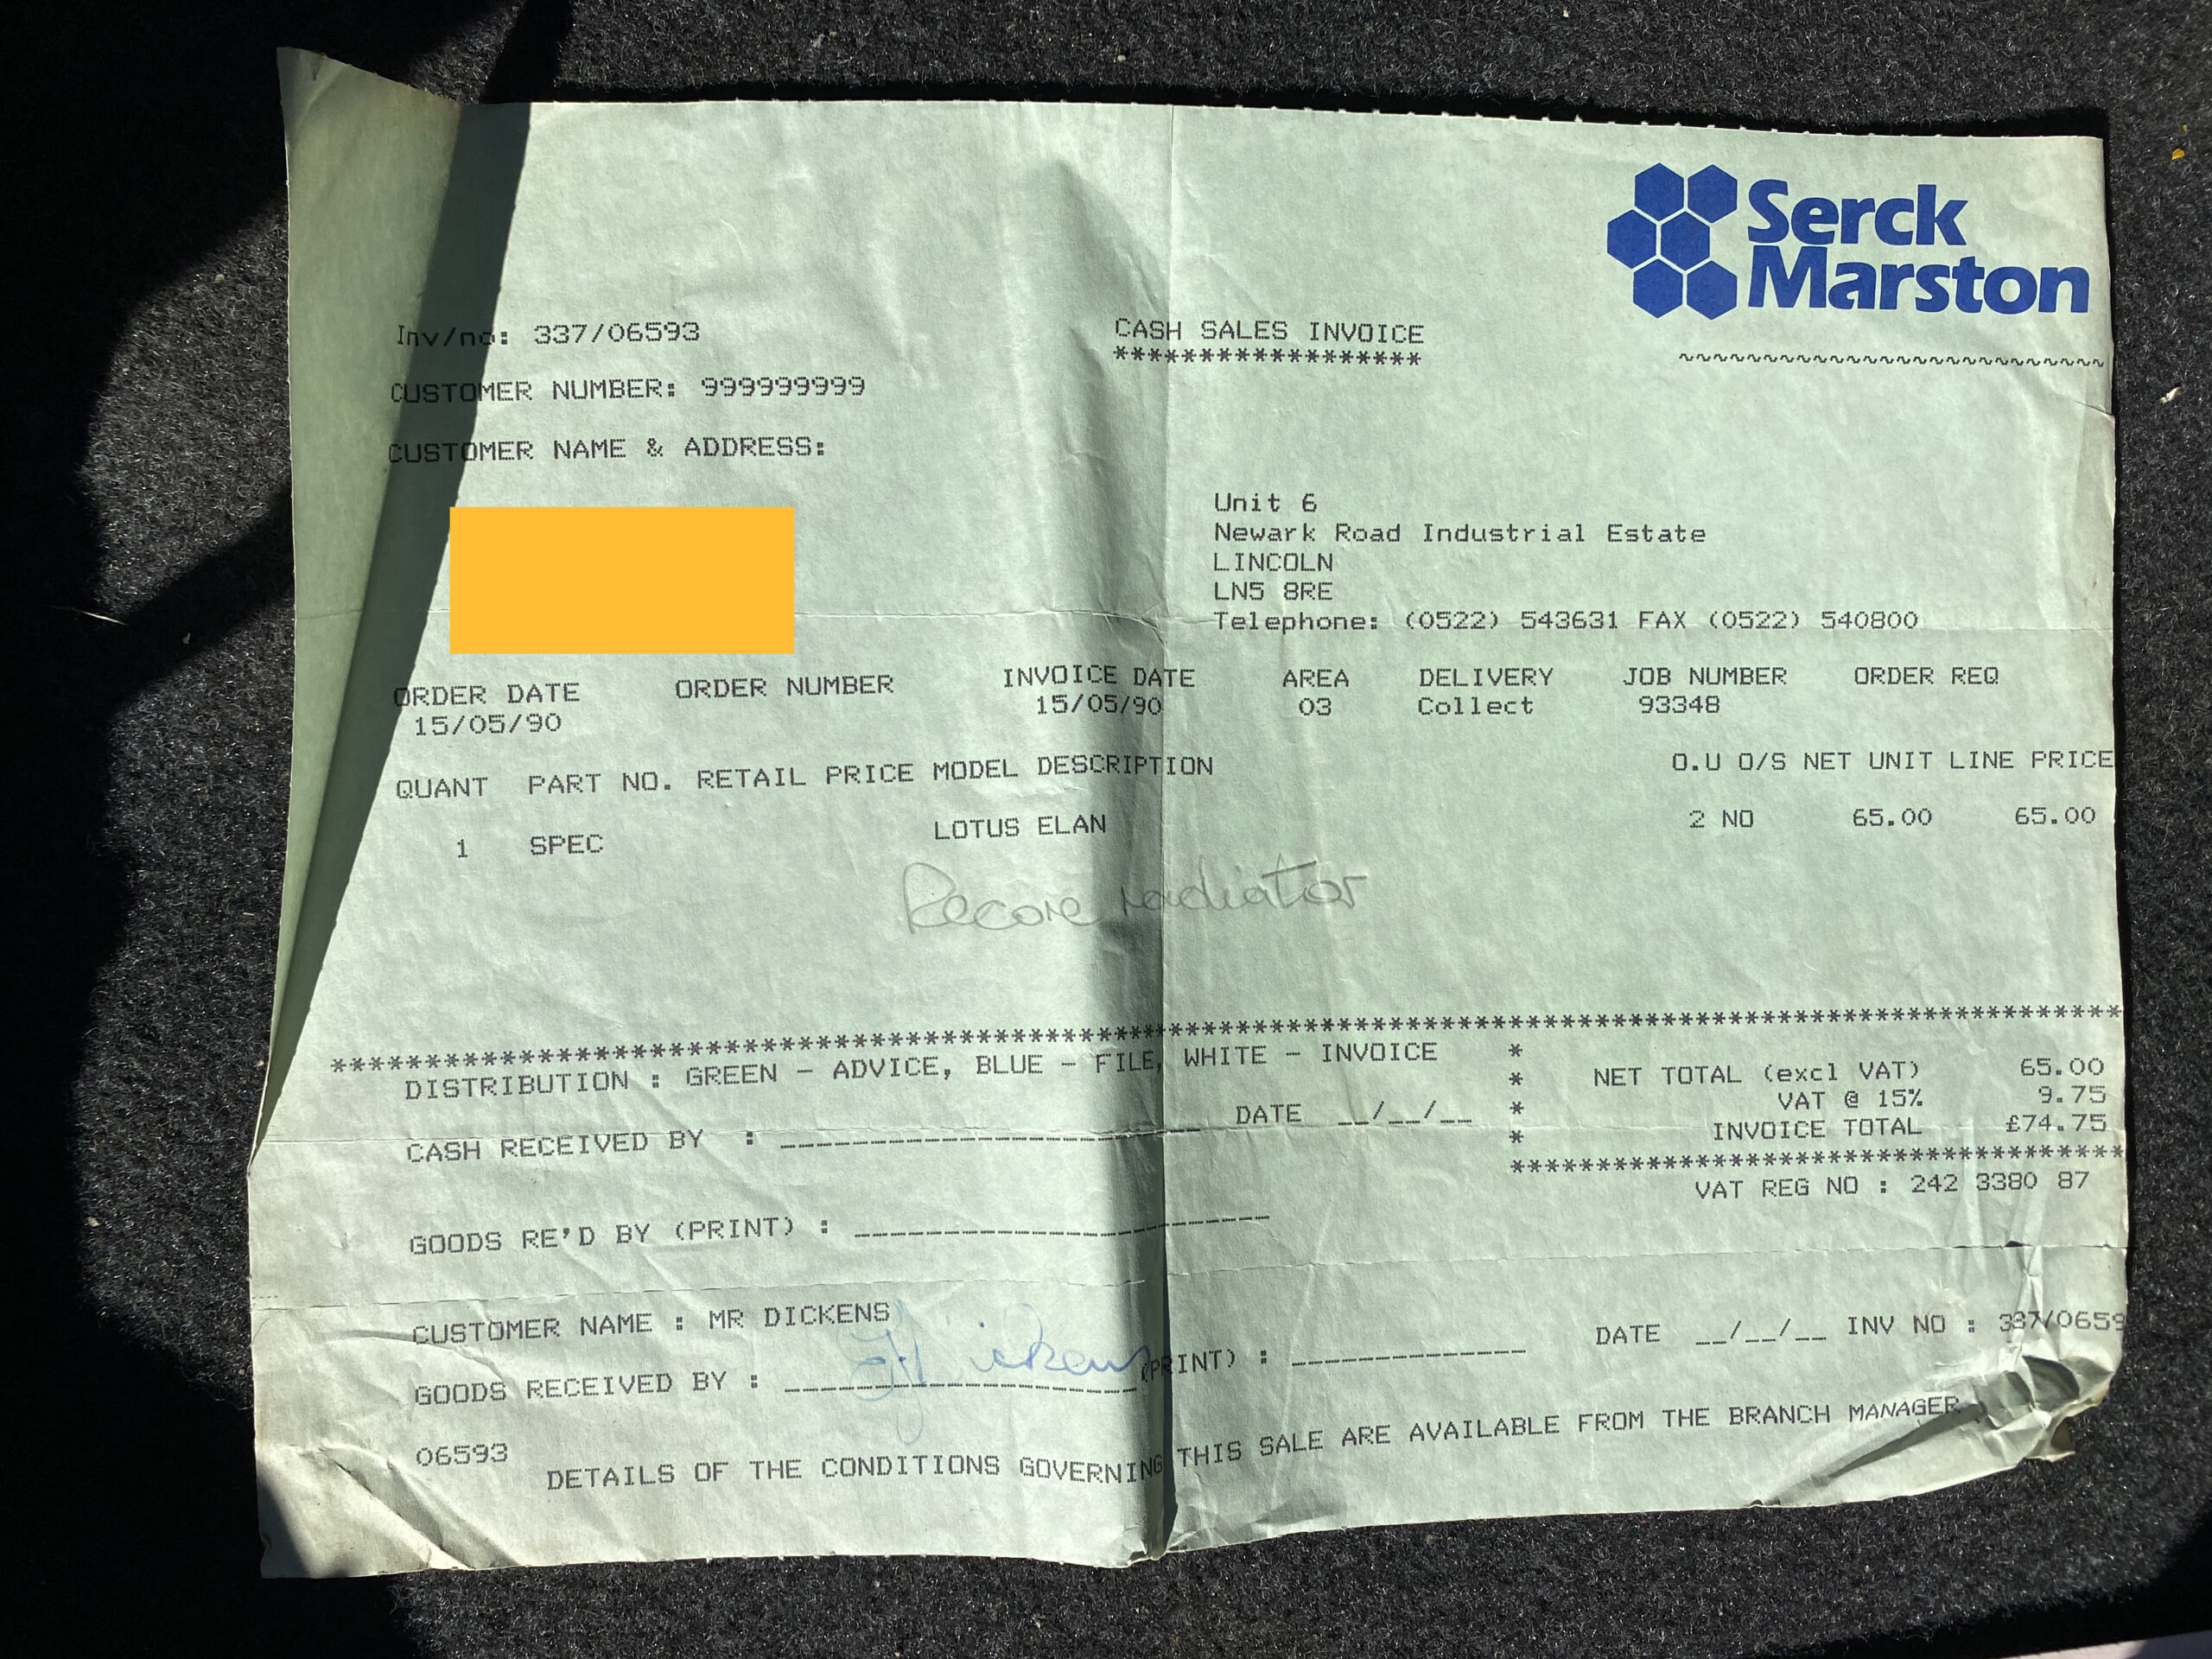 Serck
Marston
Inv/no: 337/06593
CASH SALES INVOICE
******************
~~~~~~~~~~~~~~~~~~~~~~~~~~
CUSTOMER NUMBER: 999999999
CUSTOMER NAME & ADDRESS:
Unit 6
Newark Road Industrial Estate
LINCOLN
LN5 8RE
Telephone: (0522) 543631 FAX (0522) 540800
ORDER DATE ORDER NUMBER INVOICE DATE AREA DELIVERY JOB NUMBER ORDER REQ
15/05/90 15/05/90 03 Collect 93348
QUANT PART NO. RETAIL PRICE MODEL DESCRIPTION O.U O/S NET UNIT LINE PRICE
1 SPEC LOTUS ELAN 2 NO 65.00 65.00
Recore radiator
DISTRIBUTION : GREEN - ADVICE, BLUE - FILE, WHITE - INVOICE * NET TOTAL (excl VAT) 65.00
* VAT @ 15% 9.75
CASH RECEIVED BY : DATE __/__/__ * INVOICE TOTAL £74.75
VAT REG NO : 242 3380 87
GOODS RE'D BY (PRINT) :
CUSTOMER NAME : MR DICKENS DATE __/__/__ INV NO : 337/0659
GOODS RECEIVED BY : (PRINT) :
06593
DETAILS OF THE CONDITIONS GOVERNING THIS SALE ARE AVAILABLE FROM THE BRANCH MANAGER